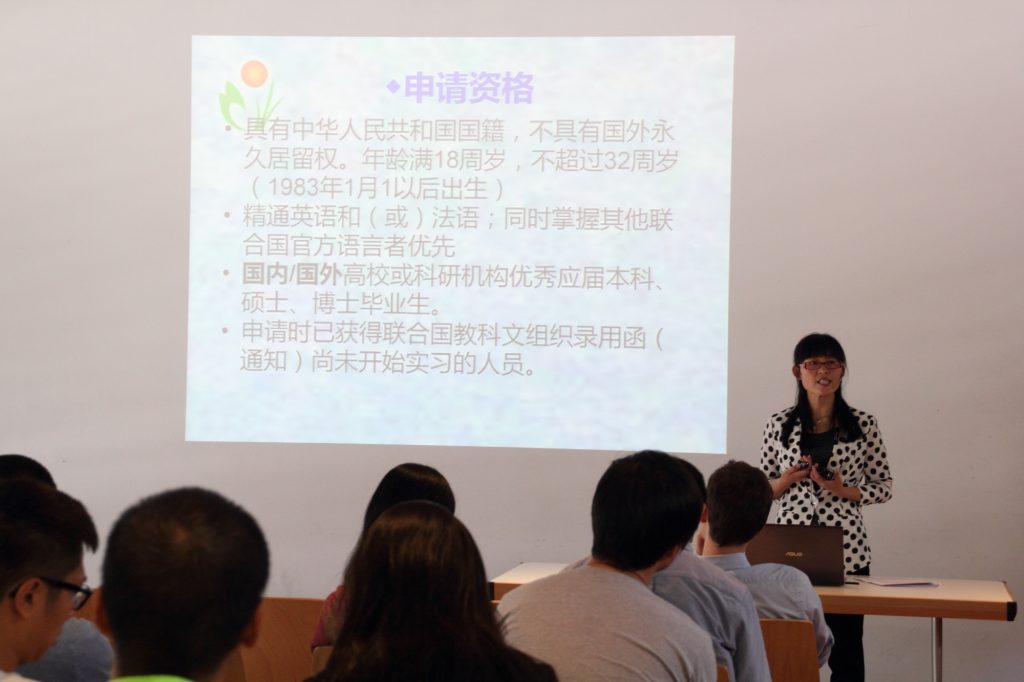 ◆申请资格
• 具有中华人民共和国国籍，不具有国外永
久居留权。年龄满18周岁，不超过32周岁
（1983年1月1以后出生）
• 精通英语和（或）法语；同时掌握其他联
合国官方语言者优先
• 国内/国外高校或科研机构优秀应届本科、
硕士、博士毕业生。
• 申请时已获得联合国教科文组织录用函（
通知）尚未开始实习的人员。
ASUS